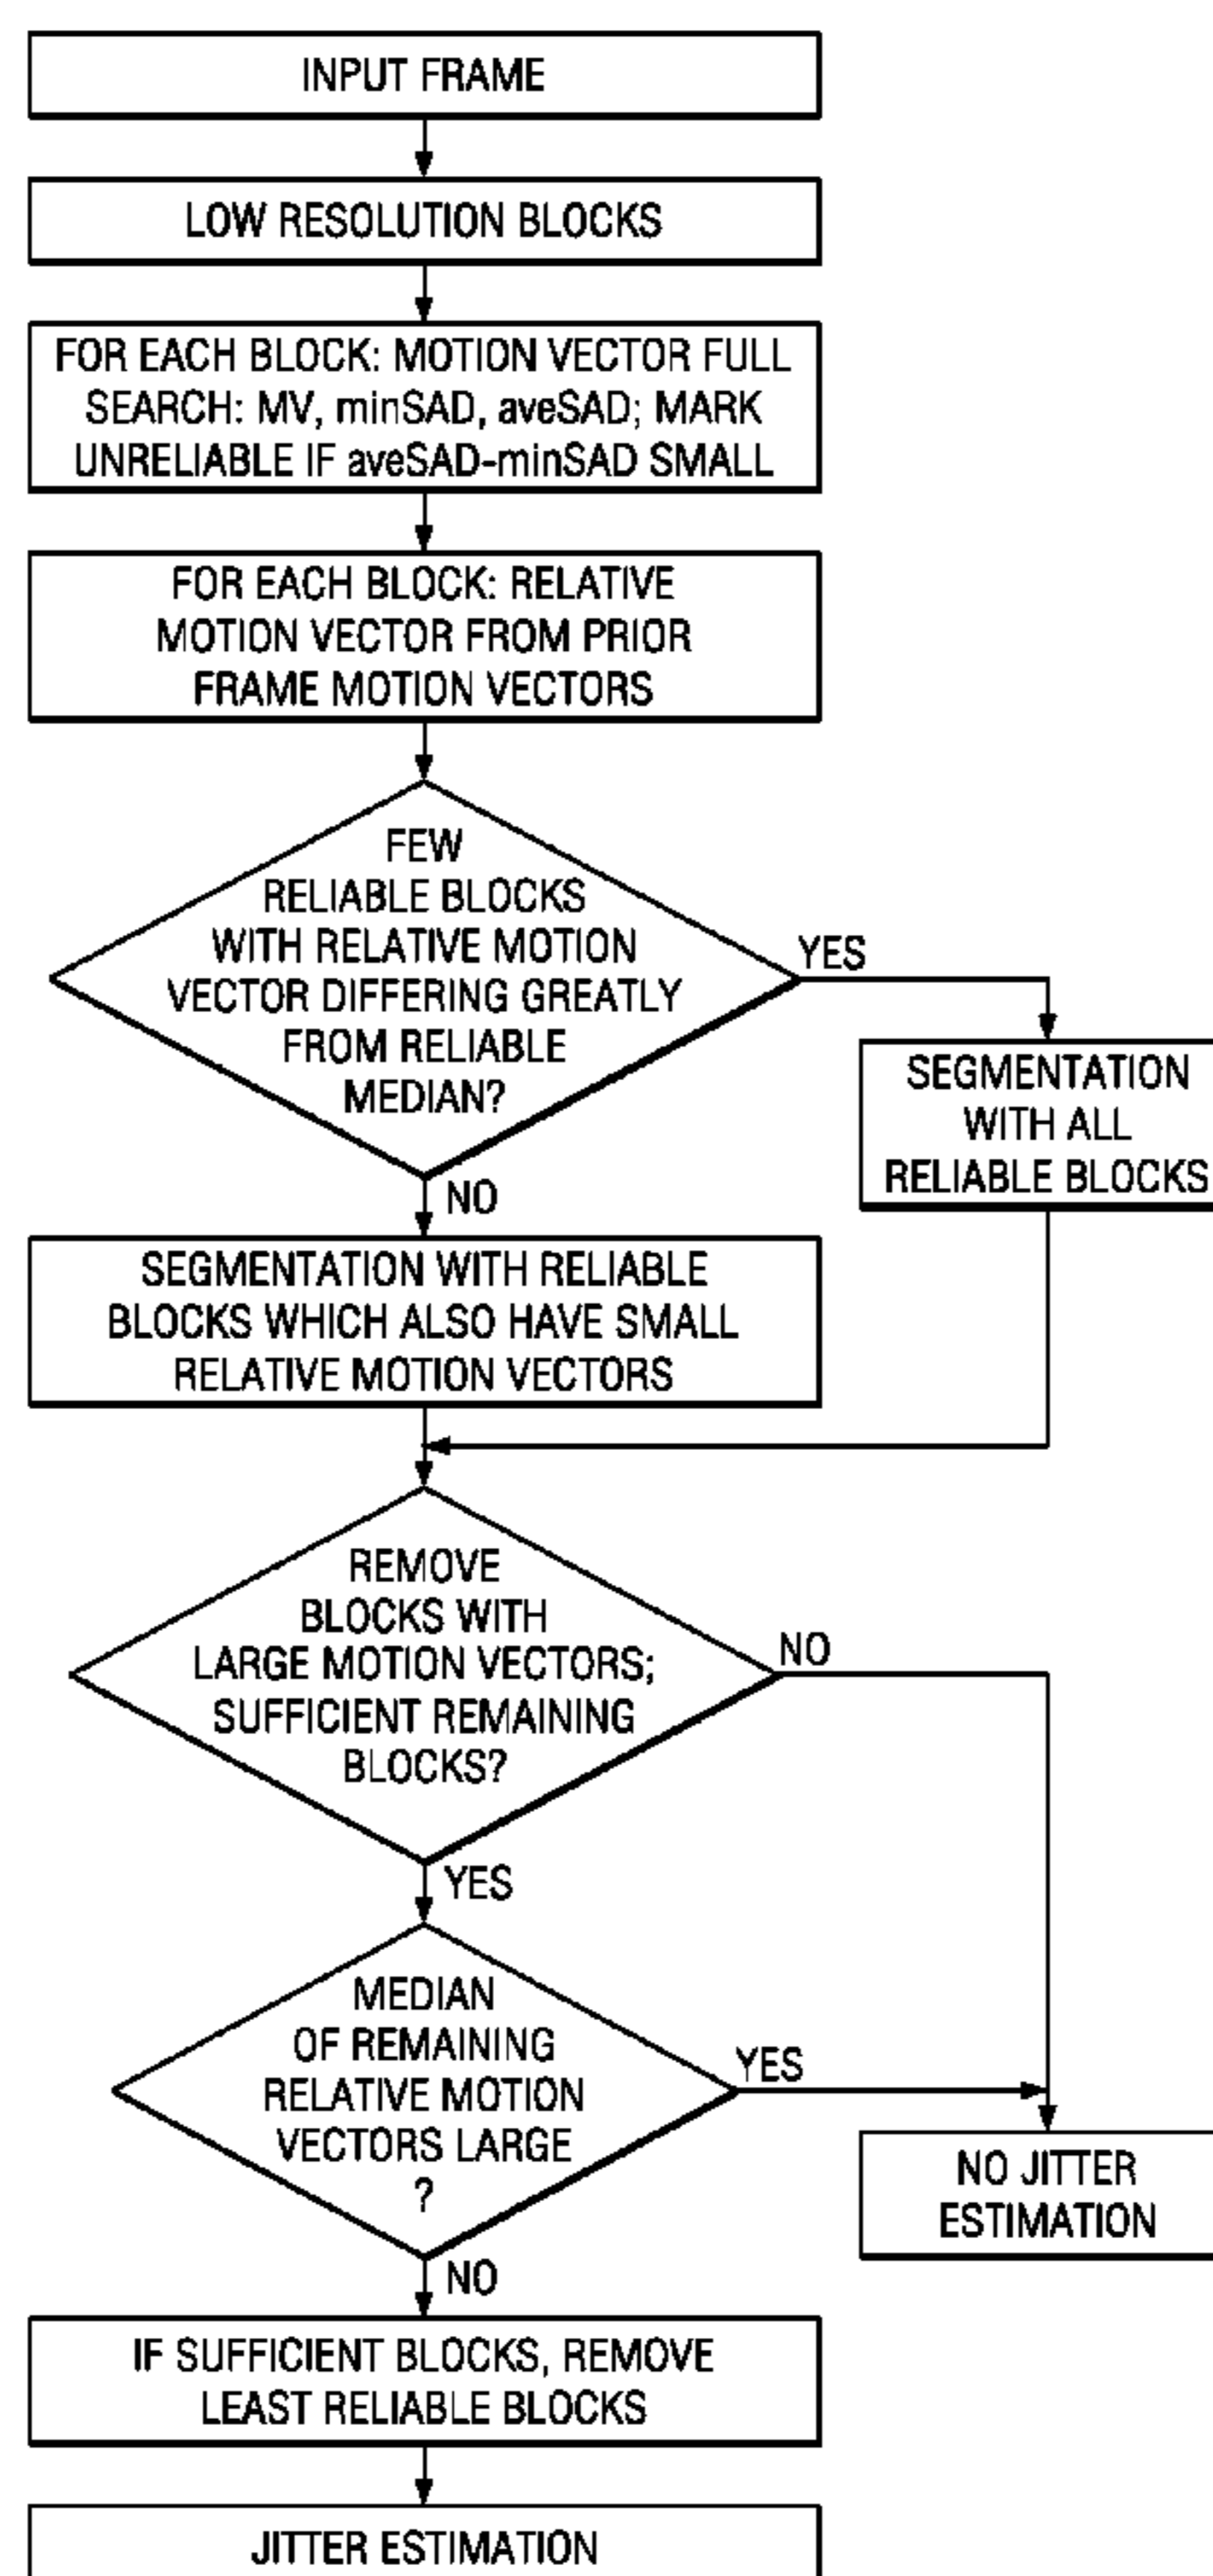 INPUT FRAME
LOW RESOLUTION BLOCKS
FOR EACH BLOCK: MOTION VECTOR FULL
SEARCH: MV, minSAD, aveSAD; MARK
UNRELIABLE IF aveSAD-minSAD SMALL
FOR EACH BLOCK: RELATIVE
MOTION VECTOR FROM PRIOR
FRAME MOTION VECTORS
FEW
RELIABLE BLOCKS
WITH RELATIVE MOTION
VECTOR DIFFERING GREATLY
FROM RELIABLE
MEDIAN?
YES
SEGMENTATION
WITH ALL
RELIABLE BLOCKS
NO
SEGMENTATION WITH RELIABLE
BLOCKS WHICH ALSO HAVE SMALL
RELATIVE MOTION VECTORS
REMOVE
BLOCKS WITH
LARGE MOTION VECTORS;
SUFFICIENT REMAINING
BLOCKS?
NO
YES
MEDIAN
OF REMAINING
RELATIVE MOTION
VECTORS LARGE
?
YES
NO JITTER
ESTIMATION
NO
IF SUFFICIENT BLOCKS, REMOVE
LEAST RELIABLE BLOCKS
JITTER ESTIMATION